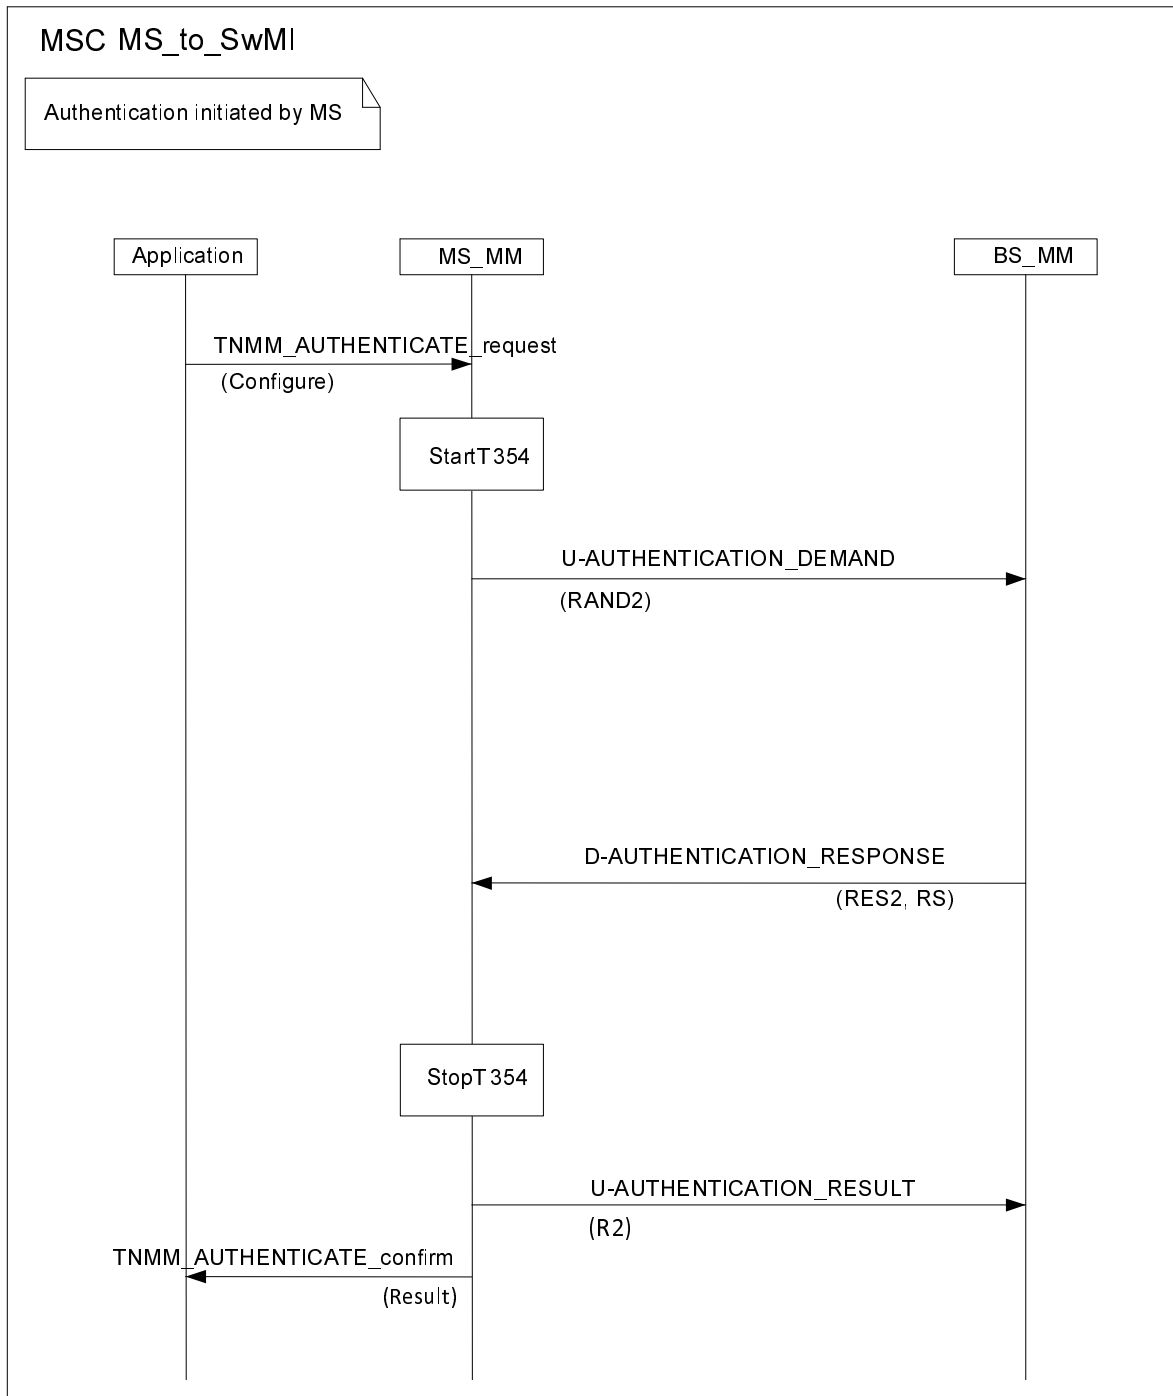 MSC MS_to_SwMI
Authentication initiated by MS
Application
MS_MM
BS_MM
TNMM_AUTHENTICATE_request
(Configure)
StartT354
U-AUTHENTICATION_DEMAND
(RAND2)
D-AUTHENTICATION_RESPONSE
(RES2, RS)
StopT354
U-AUTHENTICATION_RESULT
(R2)
TNMM_AUTHENTICATE_confirm
(Result)